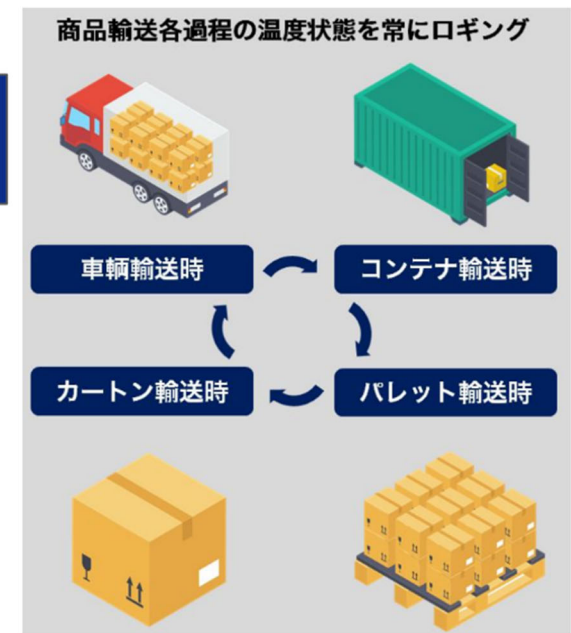 商品輸送各過程の温度状態を常にロギング
車輌輸送時
コンテナ輸送時
カートン輸送時
パレット輸送時